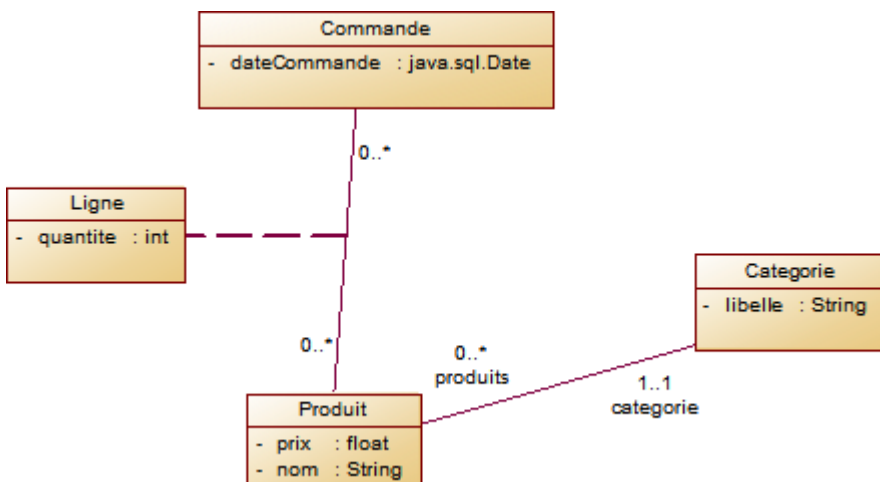 Commande
- dateCommande : java.sql.Date
0..*
Ligne
- quantite : int
Categorie
- libelle : String
0..*
0..*
produits
1..1
categorie
Produit
- prix : float
- nom : String